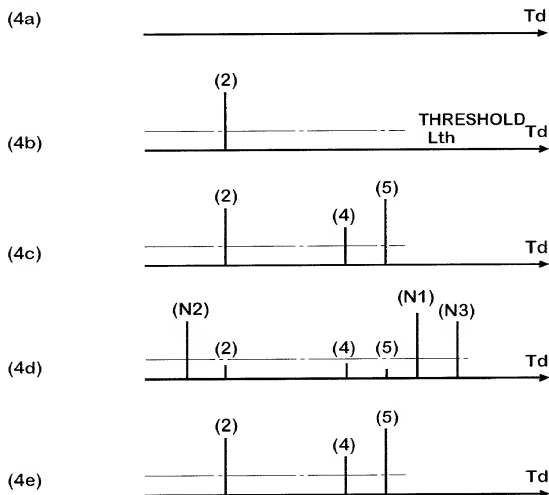 (4a) Td
(2)
THRESHOLD
(4b) Lth Td
(2) (4) (5)
(4c) Td
(N2) (2) (4) (5) (N1) (N3)
(4d) Td
(2) (4) (5)
(4e) Td